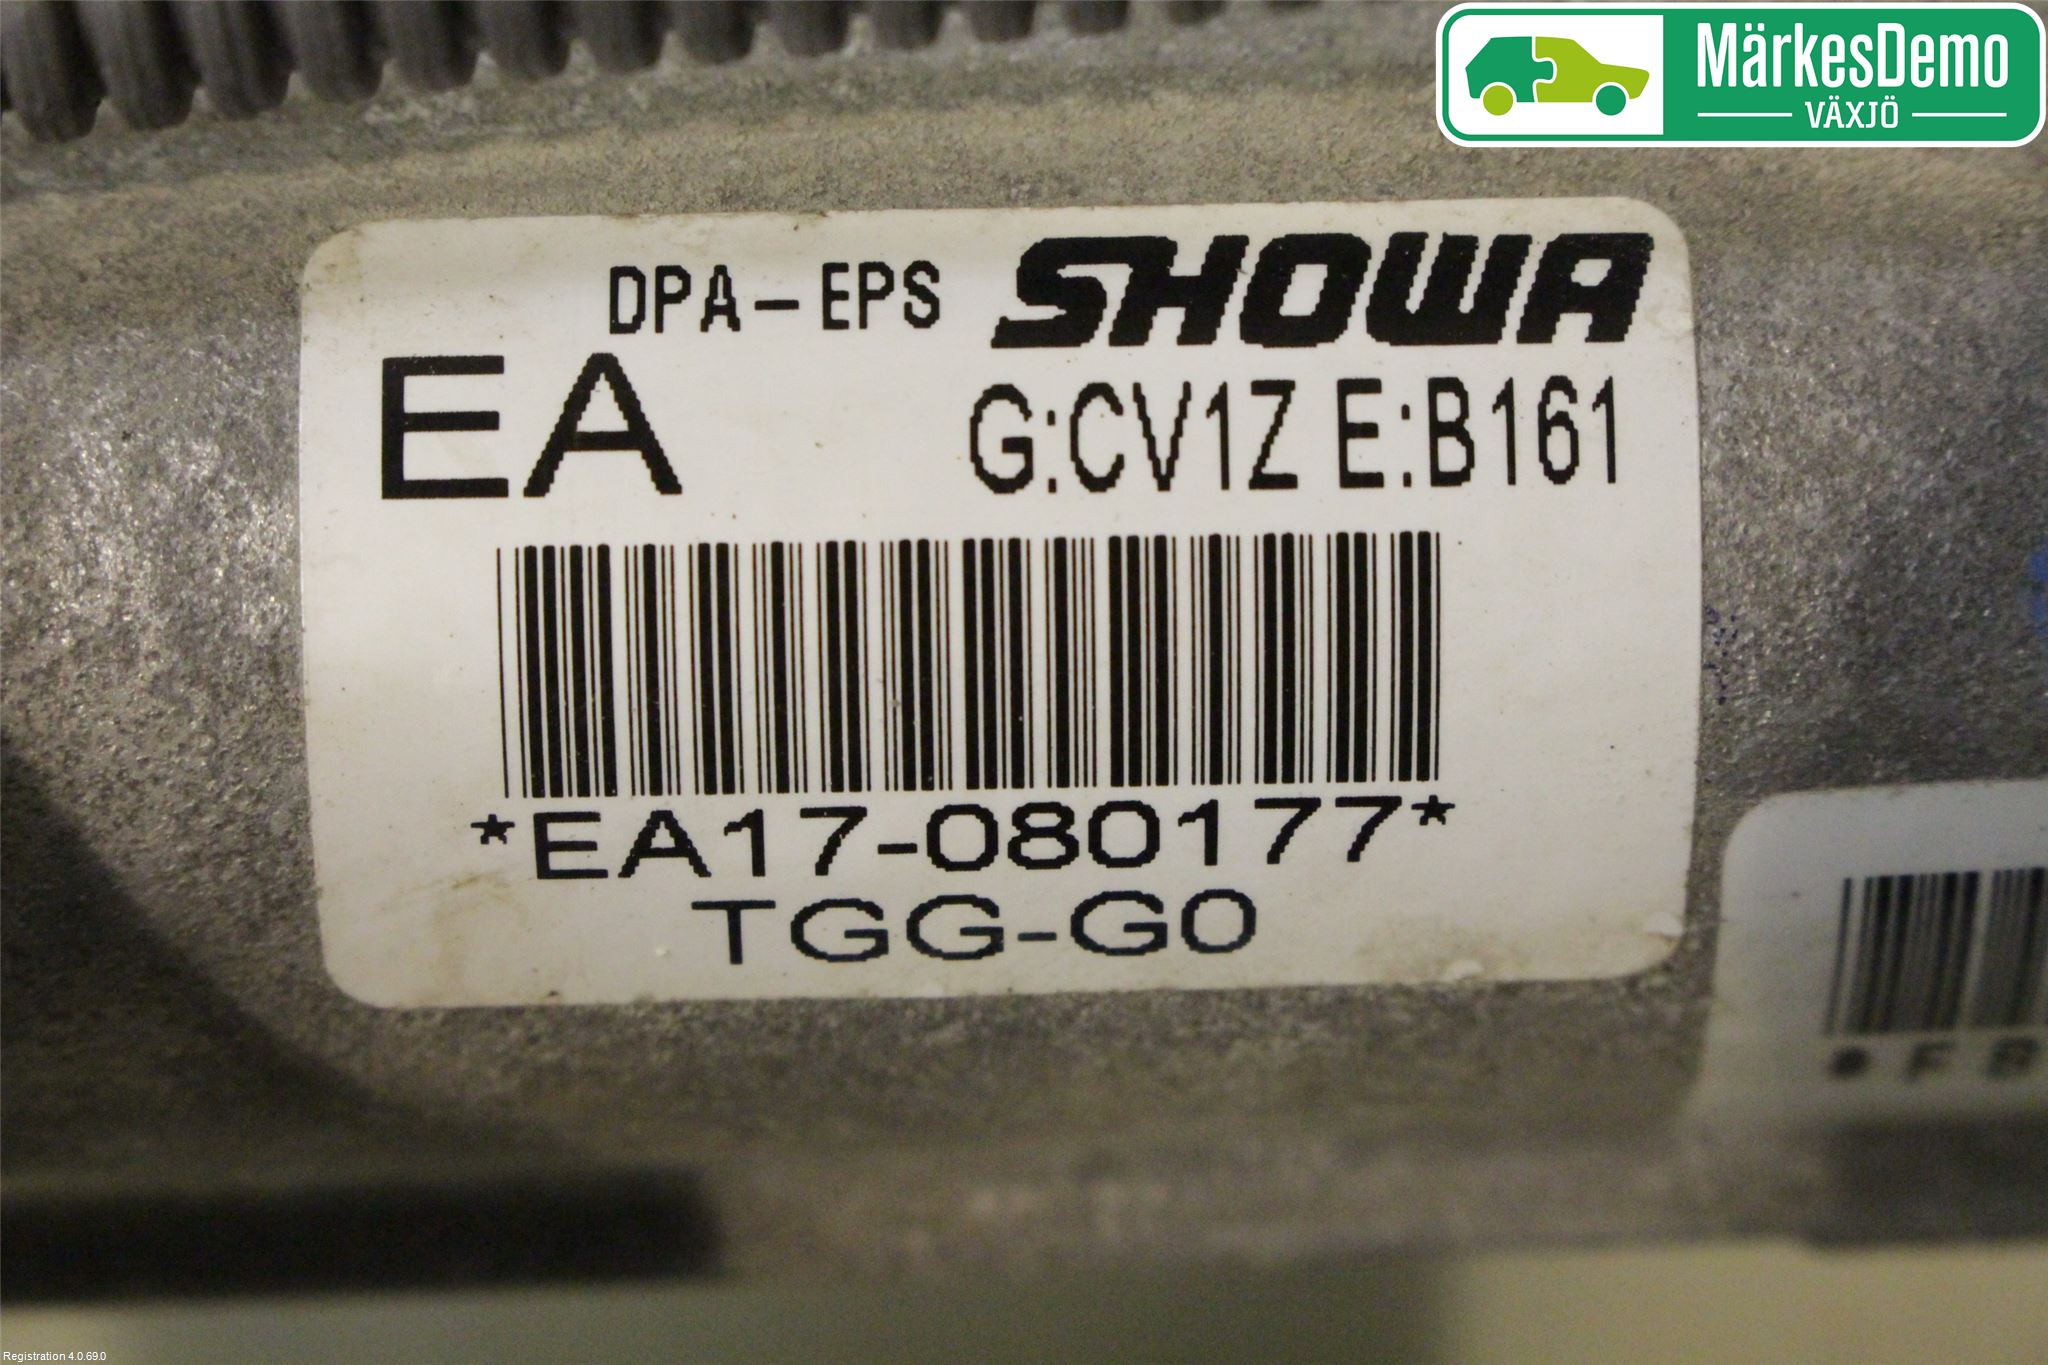 MärkesDemo
VÄXJÖ
DPA-EPS SHOWA
EA
G:CV1Z E:B161
*EA17-080177*
TGG-G0
Registration 4.0.69.0